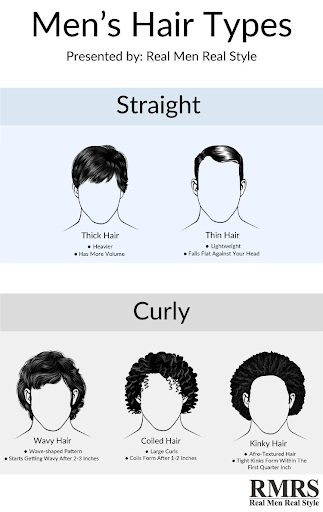 Men's Hair Types
Presented by: Real Men Real Style
Straight
Thick Hair
● Heavier
● Has More Volume
Thin Hair
● Lightweight
● Falls Flat Against Your Head
Curly
Wavy Hair
● Wave-shaped Pattern
● Starts Getting Wavy After 2-3 Inches
Coiled Hair
● Large Curls
● Coils Form After 1-2 Inches
Kinky Hair
● Afro-Textured Hair
● Tight Kinks Form Within The
First Quarter Inch
RMRS
Real Men Real Style